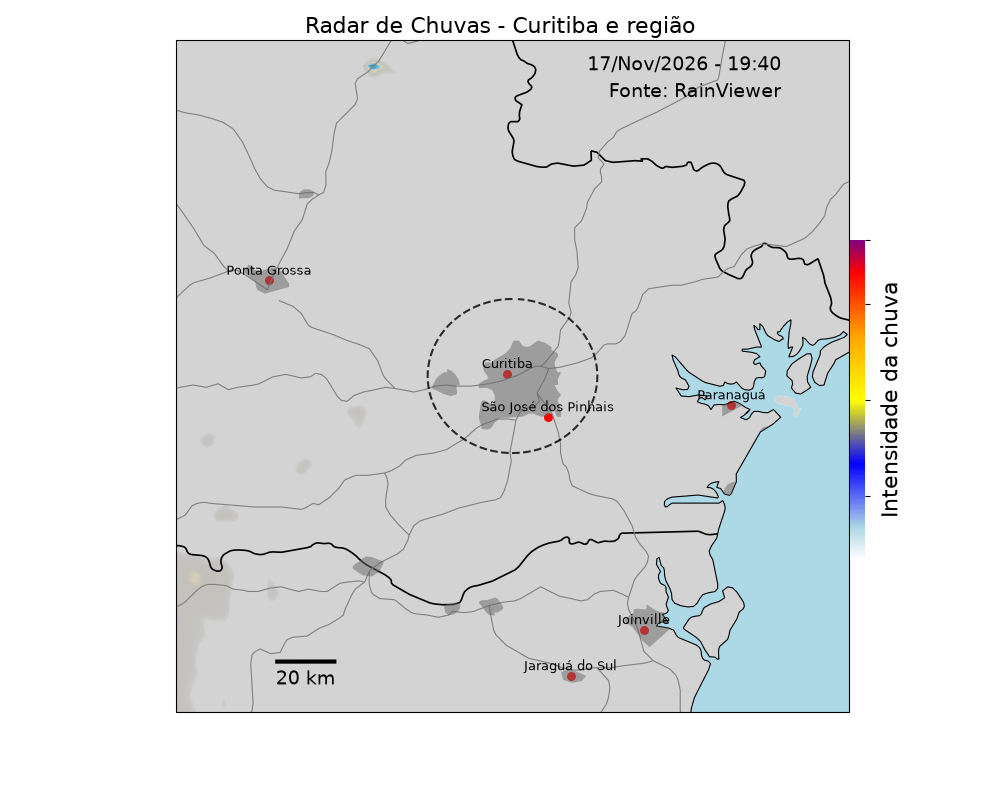 Radar de Chuvas - Curitiba e região
17/Nov/2026 - 19:40
Fonte: RainViewer
Ponta Grossa
Curitiba
Paranaguá
São José dos Pinhais
Intensidade da chuva
Joinville
Jaraguá do Sul
20 km